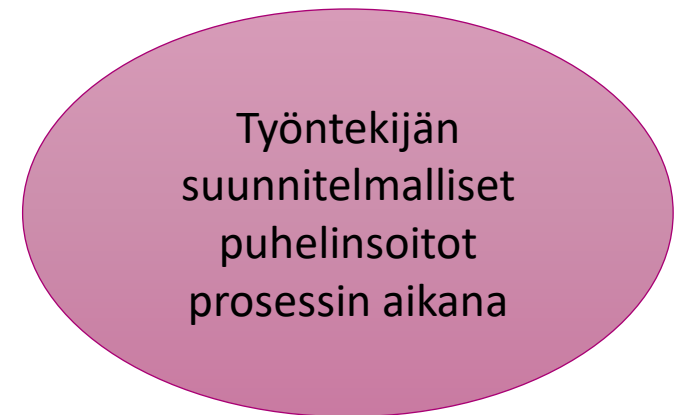 Työntekijän
suunnitelmalliset
puhelinsoitot
prosessin aikana